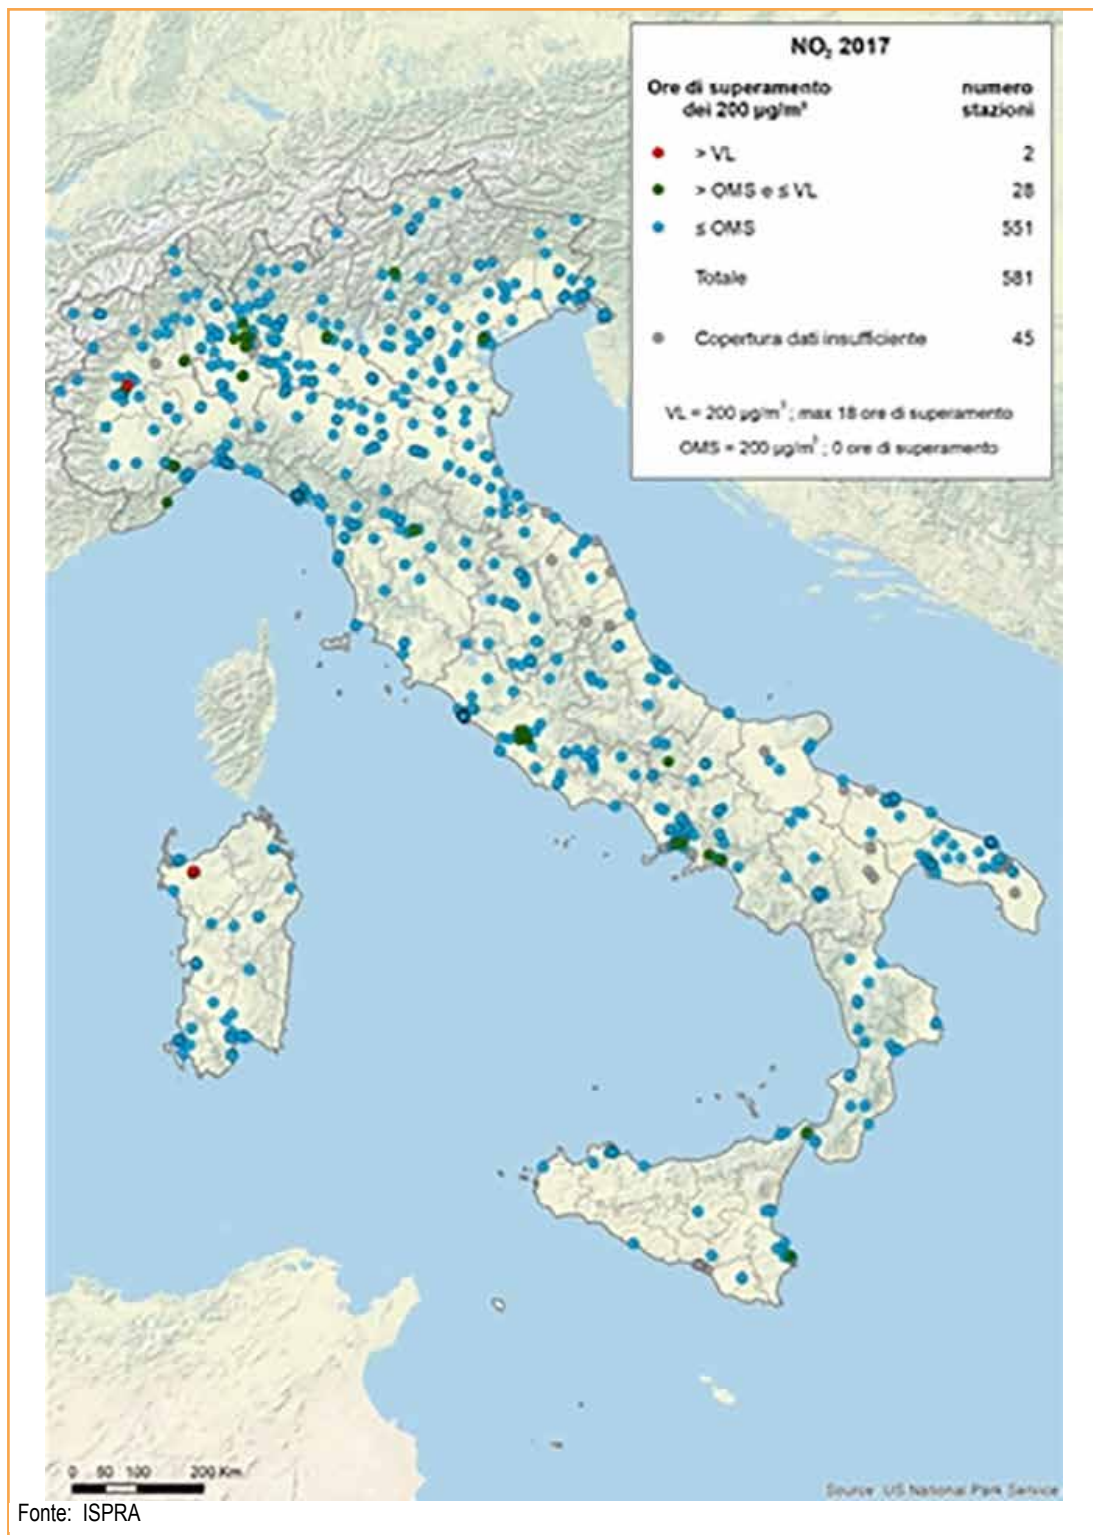 NO₂ 2017
Ore di superamento numero
dei 200 µg/m³ stazioni
> VL 2
> OMS e ≤ VL 28
≤ OMS 551
Totale 581
Copertura dati insufficiente 45
VL = 200 µg/m³ ; max 18 ore di superamento
OMS = 200 µg/m³ ; 0 ore di superamento
0 50 100 200 Km
Source: US National Park Service
Fonte: ISPRA